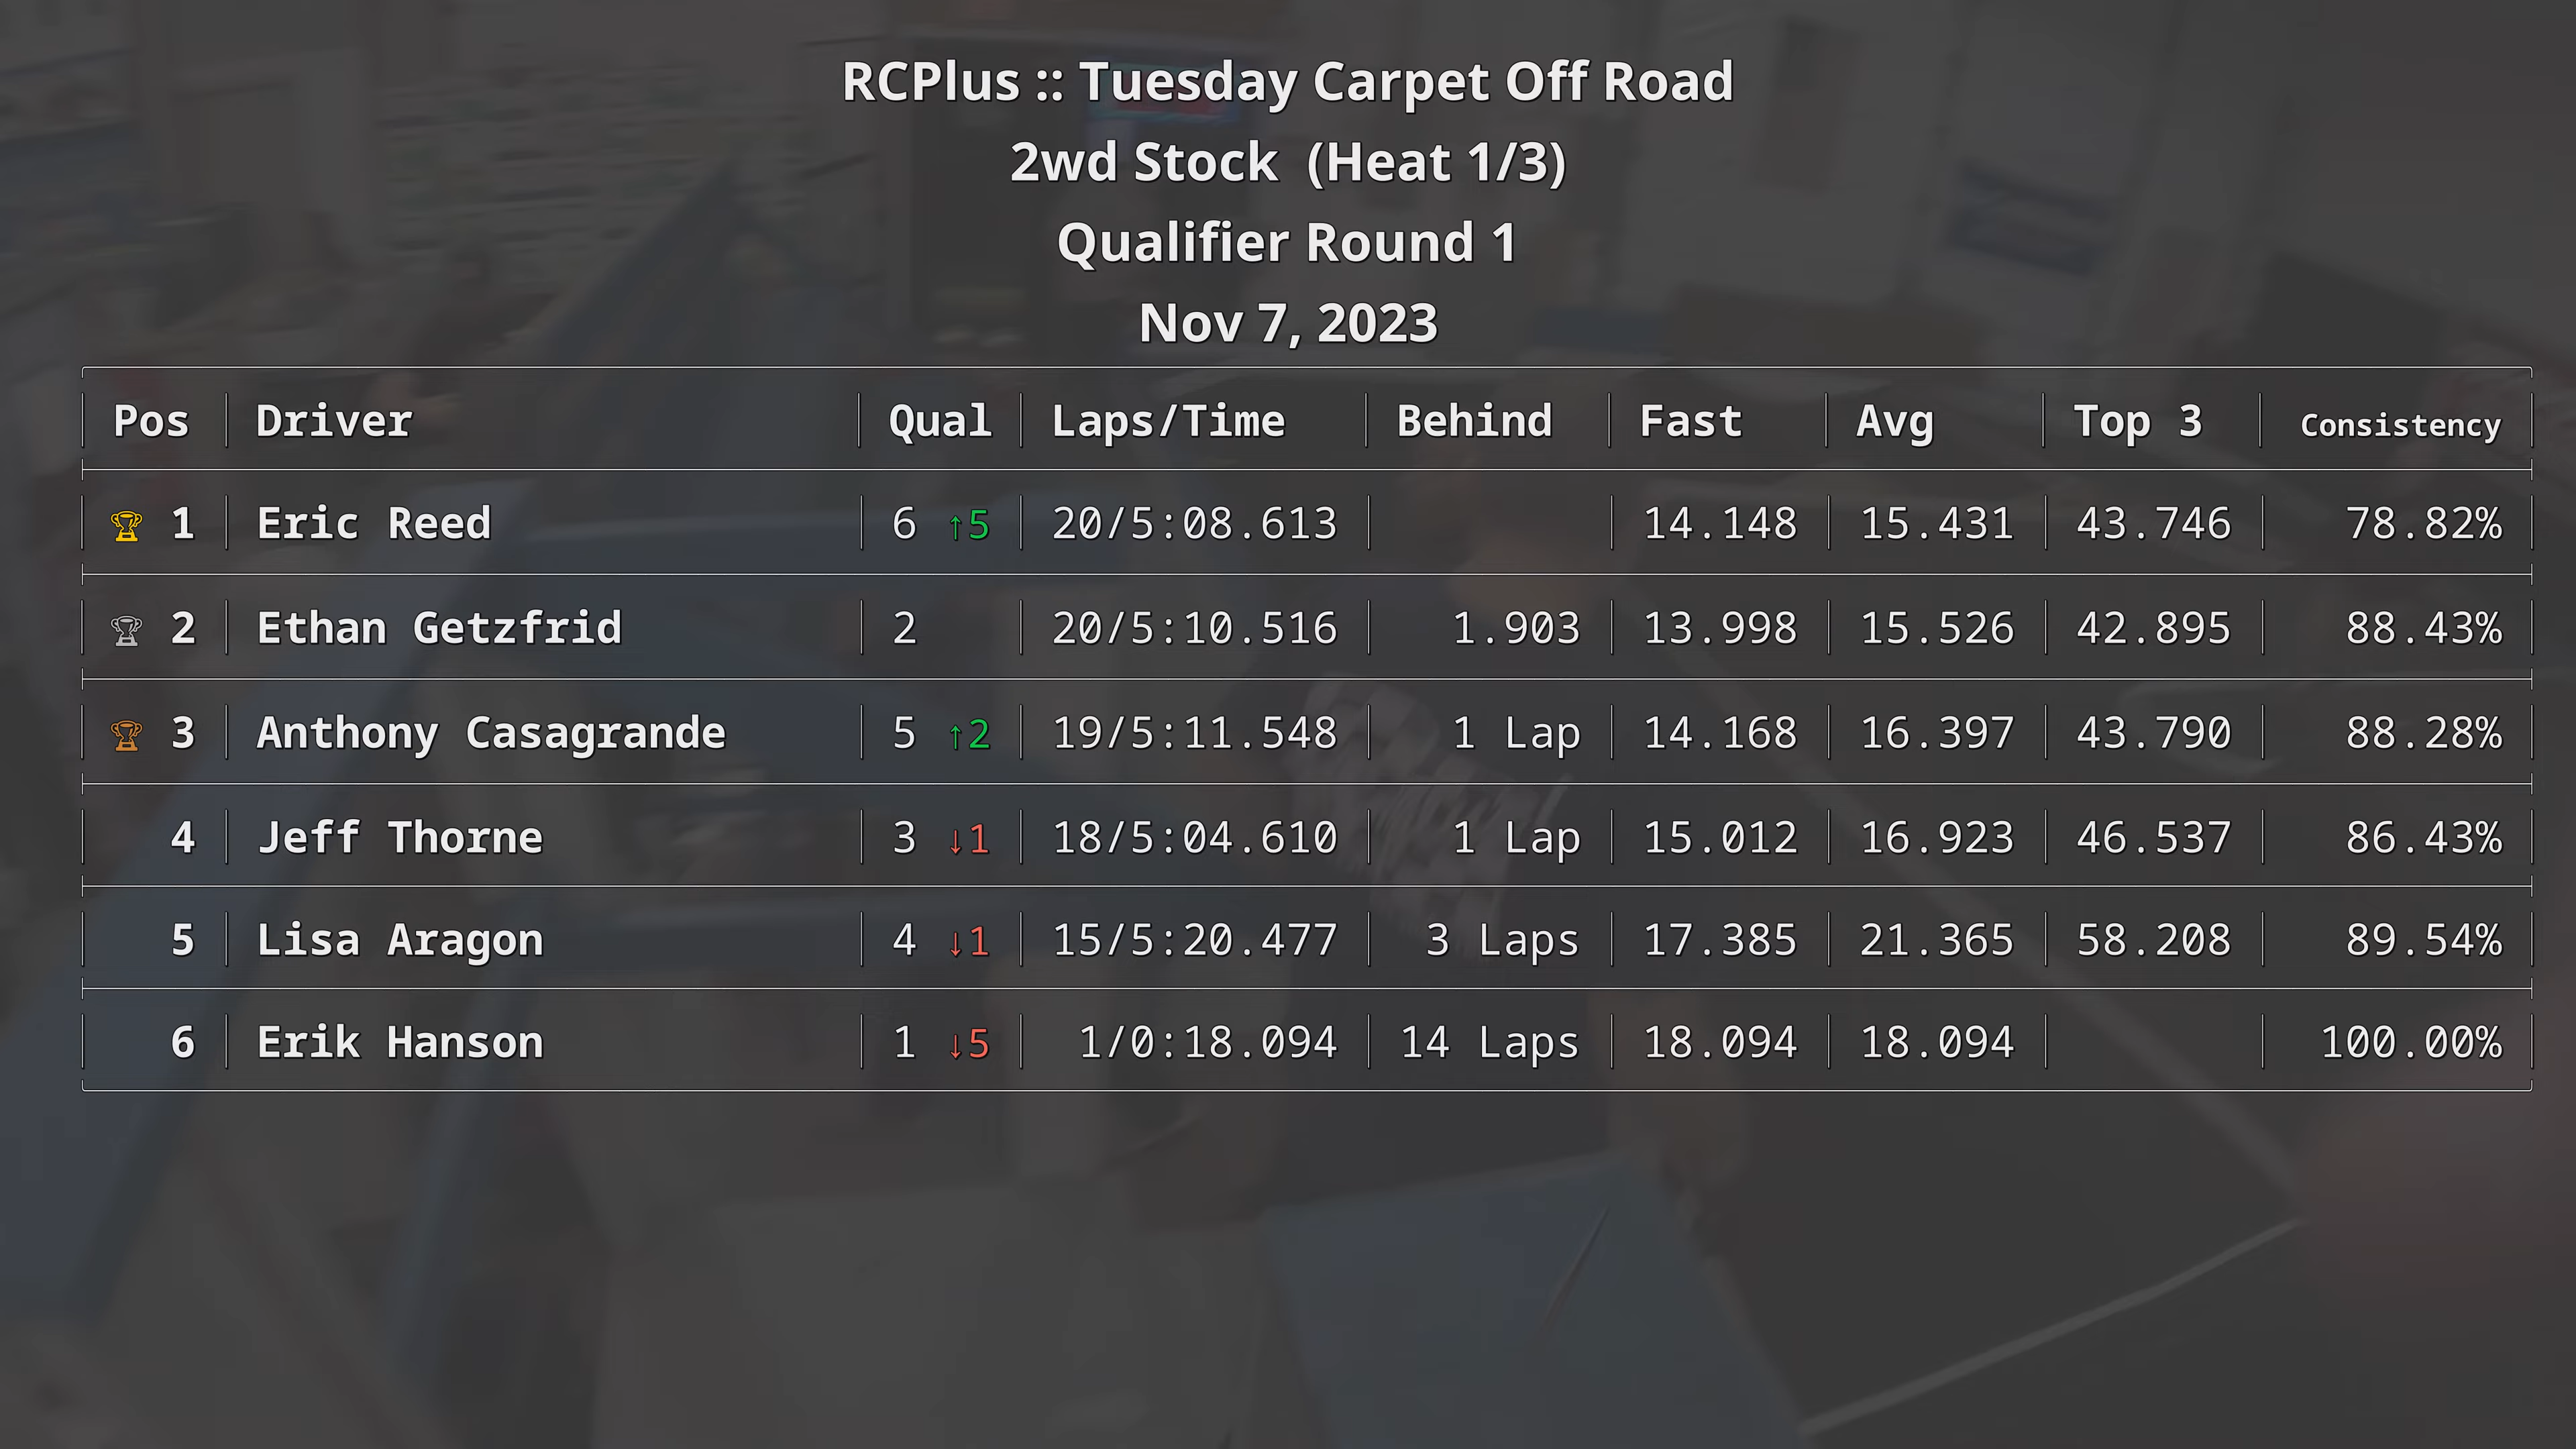 RCPlus :: Tuesday Carpet Off Road
2wd Stock (Heat 1/3)
Qualifier Round 1
Nov 7, 2023
Pos Driver Qual Laps/Time Behind Fast Avg Top 3 Consistency
1 Eric Reed 6 ↑5 20/5:08.613 14.148 15.431 43.746 78.82%
2 Ethan Getzfrid 2 20/5:10.516 1.903 13.998 15.526 42.895 88.43%
3 Anthony Casagrande 5 ↑2 19/5:11.548 1 Lap 14.168 16.397 43.790 88.28%
4 Jeff Thorne 3 ↓1 18/5:04.610 1 Lap 15.012 16.923 46.537 86.43%
5 Lisa Aragon 4 ↓1 15/5:20.477 3 Laps 17.385 21.365 58.208 89.54%
6 Erik Hanson 1 ↓5 1/0:18.094 14 Laps 18.094 18.094 100.00%